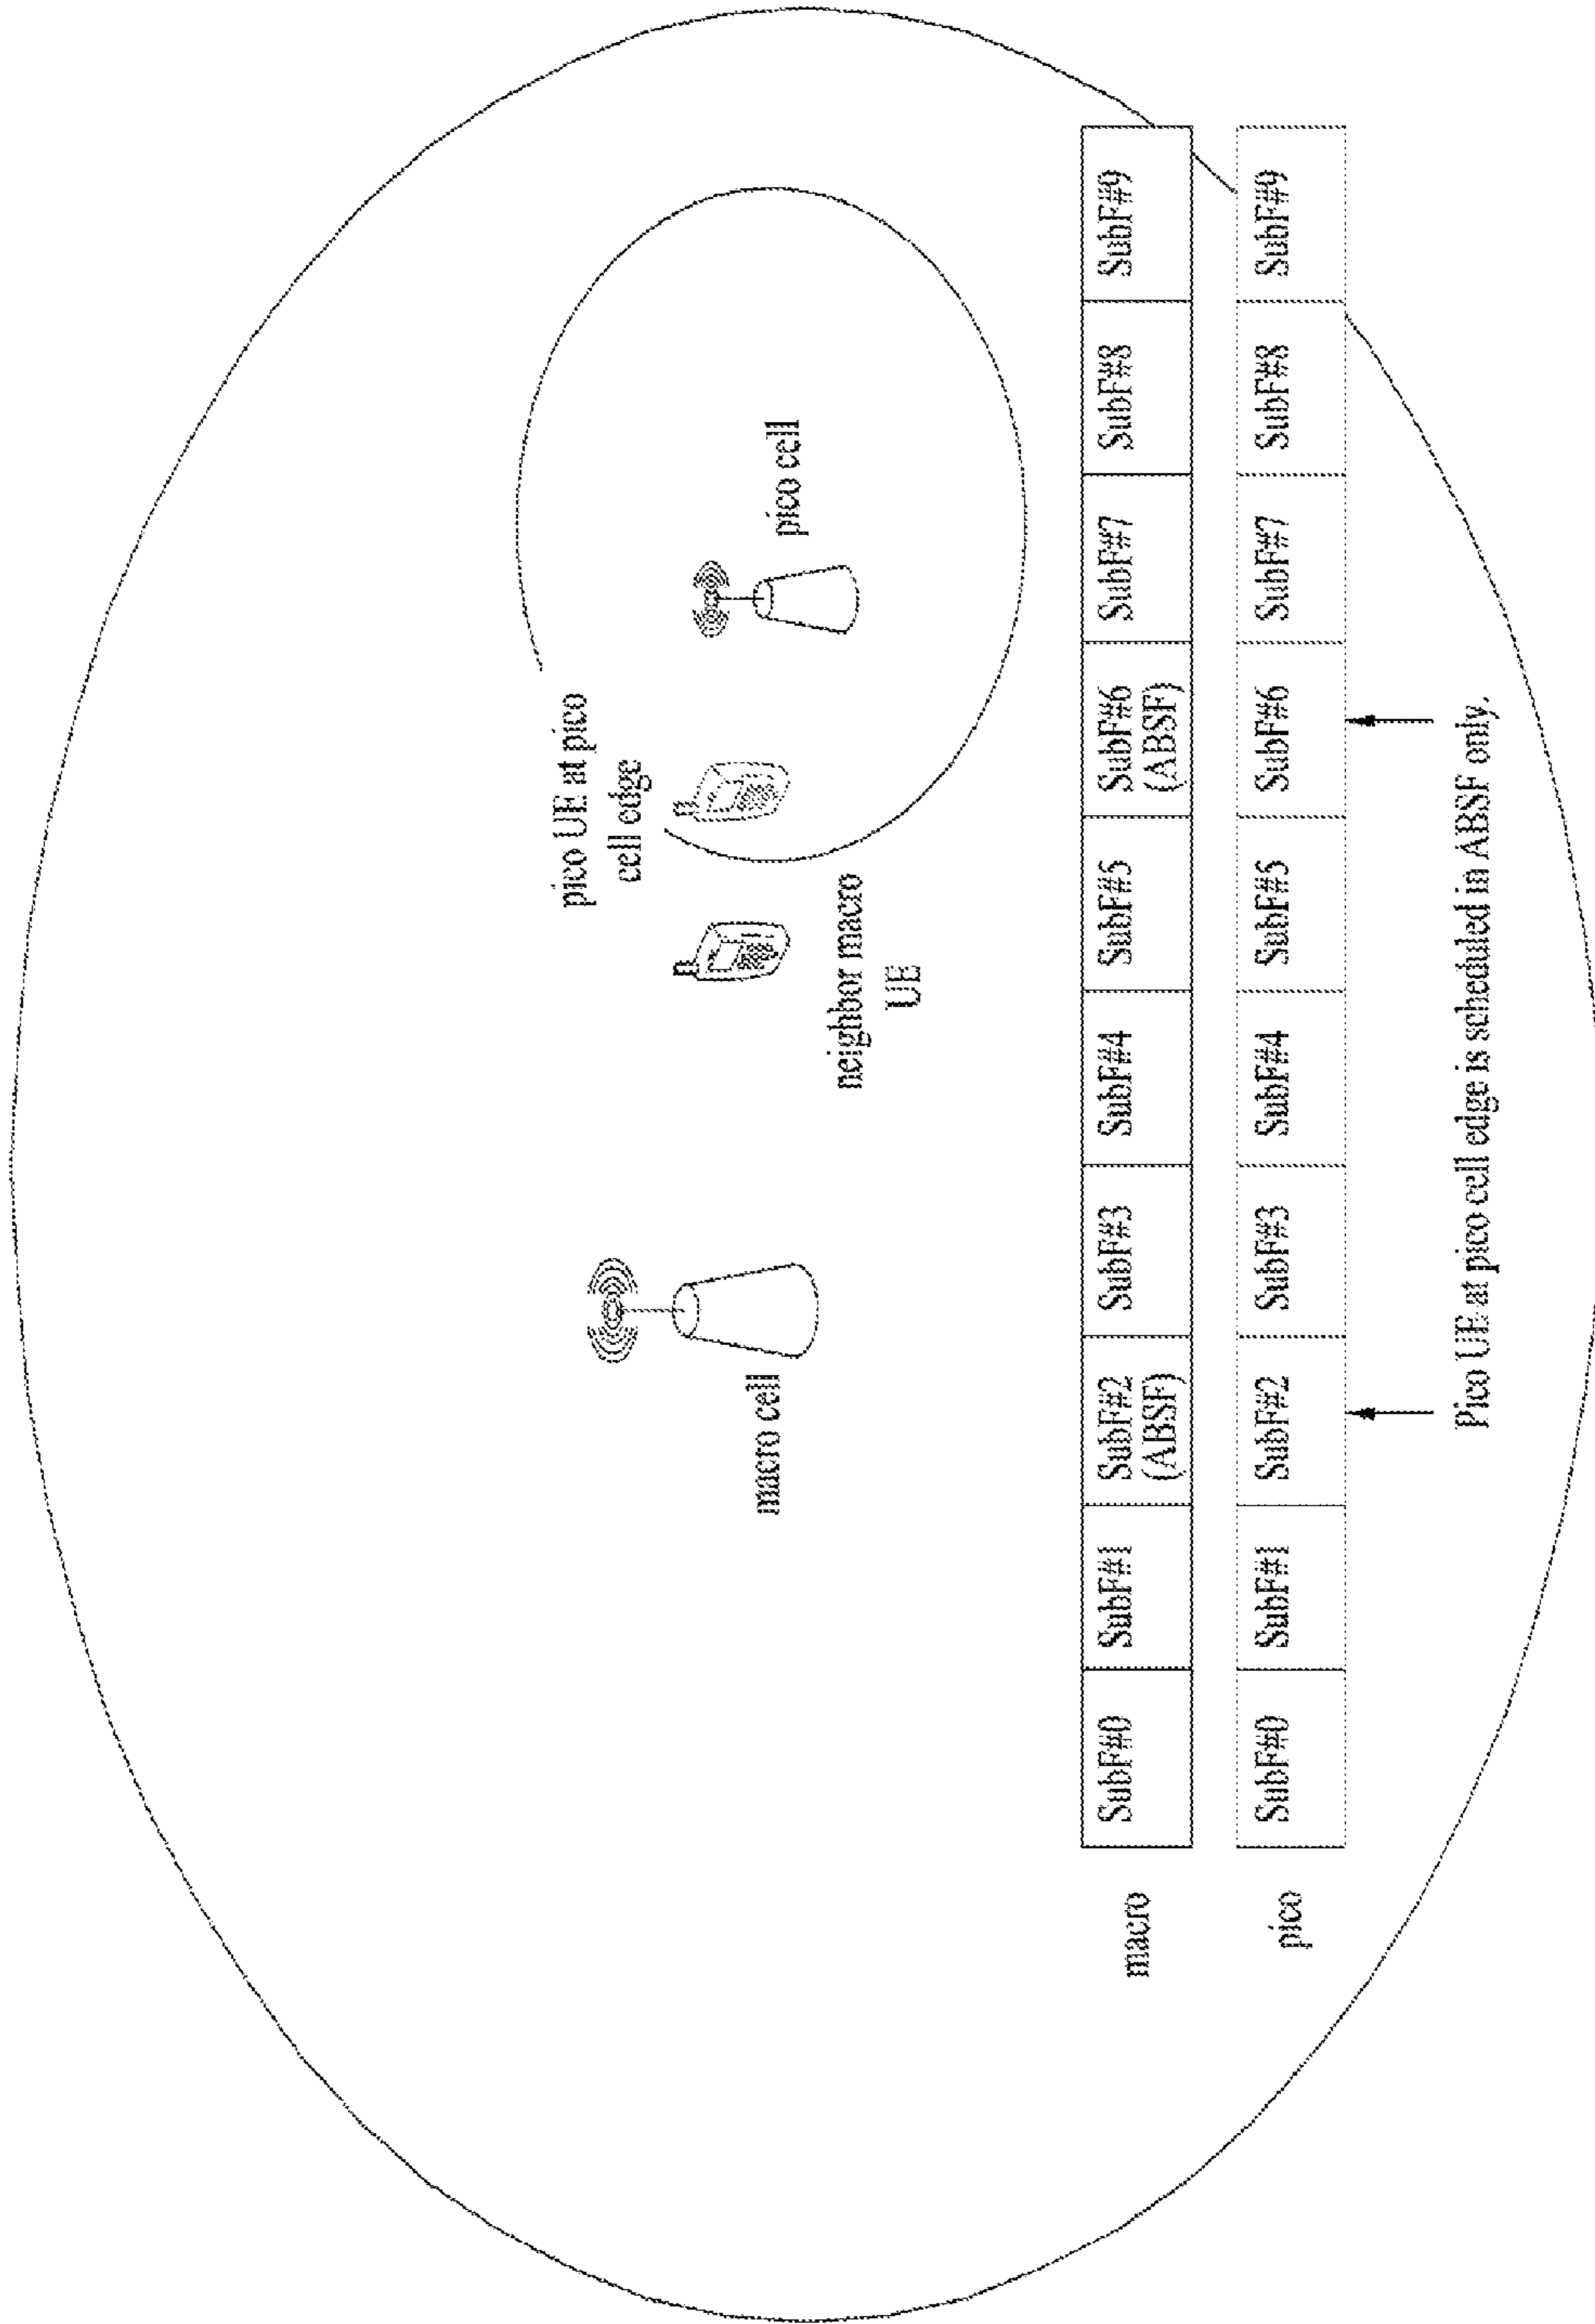 pico UE at pico
cell edge
pico cell
macro cell
neighbor macro
UE
macro
SubF#0
SubF#1
SubF#2
(ABSF)
SubF#3
SubF#4
SubF#5
SubF#6
(ABSF)
SubF#7
SubF#8
SubF#9
pico
SubF#0
SubF#1
SubF#2
SubF#3
SubF#4
SubF#5
SubF#6
SubF#7
SubF#8
SubF#9
Pico UE at pico cell edge is scheduled in ABSF only.